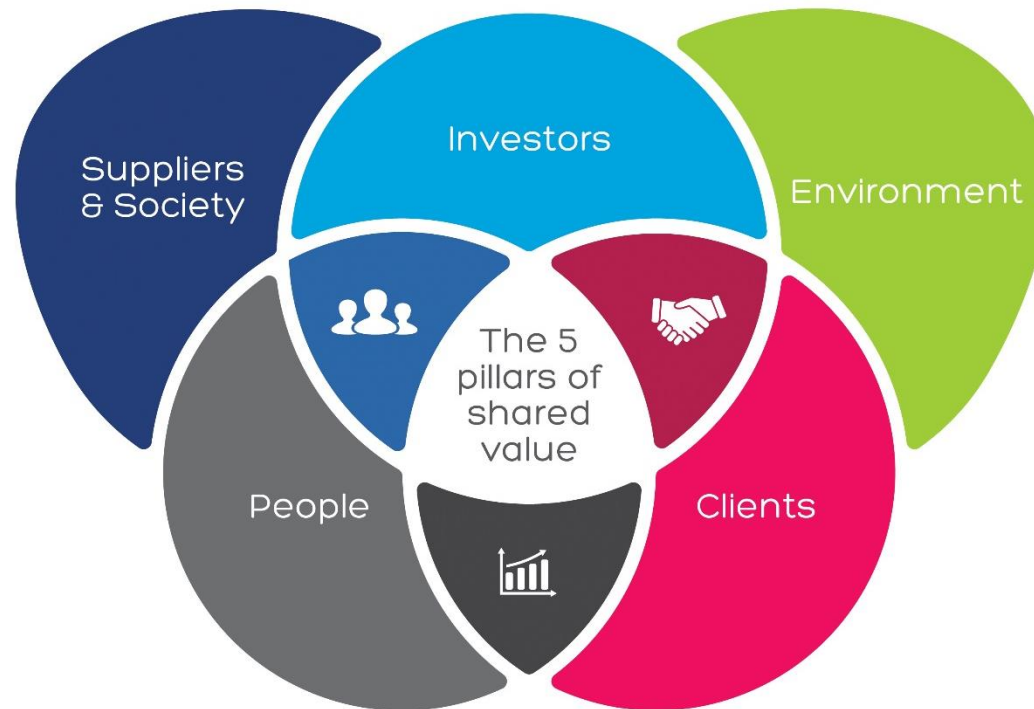 Investors
Suppliers
& Society
Environment
The 5
pillars of
shared
value
People
Clients